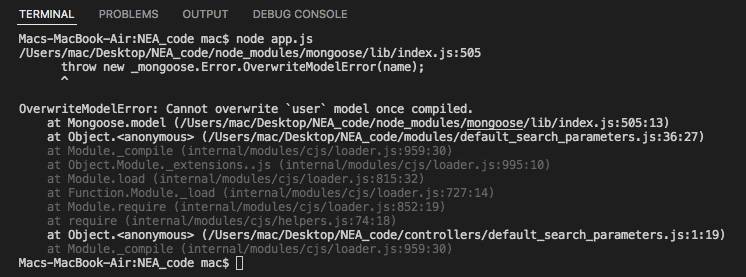 TERMINAL PROBLEMS OUTPUT DEBUG CONSOLE
Macs-MacBook-Air:NEA_code mac$ node app.js
/Users/mac/Desktop/NEA_code/node_modules/mongoose/lib/index.js:505
      throw new _mongoose.Error.OverwriteModelError(name);
      ^

OverwriteModelError: Cannot overwrite `user` model once compiled.
    at Mongoose.model (/Users/mac/Desktop/NEA_code/node_modules/mongoose/lib/index.js:505:13)
    at Object.<anonymous> (/Users/mac/Desktop/NEA_code/modules/default_search_parameters.js:36:27)
    at Module._compile (internal/modules/cjs/loader.js:959:30)
    at Object.Module._extensions..js (internal/modules/cjs/loader.js:995:10)
    at Module.load (internal/modules/cjs/loader.js:815:32)
    at Function.Module._load (internal/modules/cjs/loader.js:727:14)
    at Module.require (internal/modules/cjs/loader.js:852:19)
    at require (internal/modules/cjs/helpers.js:74:18)
    at Object.<anonymous> (/Users/mac/Desktop/NEA_code/controllers/default_search_parameters.js:1:19)
    at Module._compile (internal/modules/cjs/loader.js:959:30)
Macs-MacBook-Air:NEA_code mac$